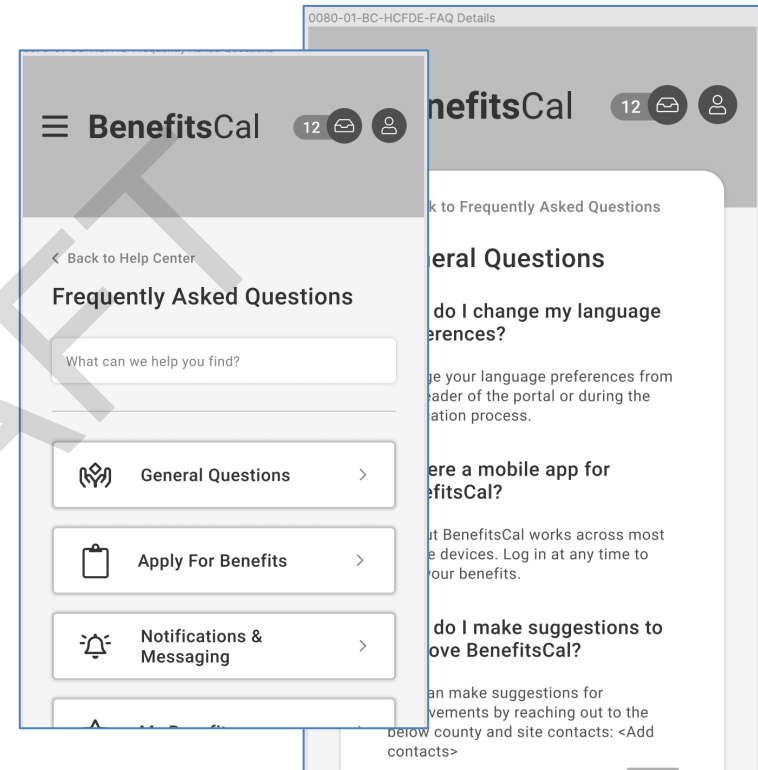 0080-01-BC-HCFDE-FAQ Details
BenefitsCal 12
Back to Help Center
Frequently Asked Questions
What can we help you find?
General Questions
Apply For Benefits
Notifications &
Messaging
nefitsCal 12
k to Frequently Asked Questions
eral Questions
do I change my language
erences?
ge your language preferences from
eader of the portal or during the
ation process.
ere a mobile app for
efitsCal?
ut BenefitsCal works across most
e devices. Log in at any time to
your benefits.
do I make suggestions to
ove BenefitsCal?
an make suggestions for
vements by reaching out to the
below county and site contacts: <Add
contacts>